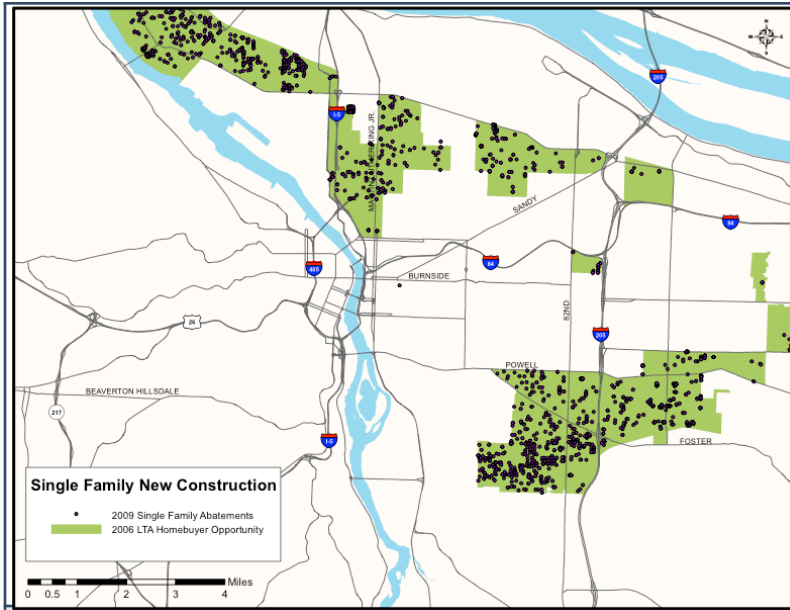 N
W
E
S
205
I-5
MARTIN LUTHER KING JR.
SANDY
84
405
84
BURNSIDE
26
82ND
205
POWELL
BEAVERTON HILLSDALE
217
I-5
FOSTER
Single Family New Construction
2009 Single Family Abatements
2006 LTA Homebuyer Opportunity
Miles
0 0.5 1 2 3 4